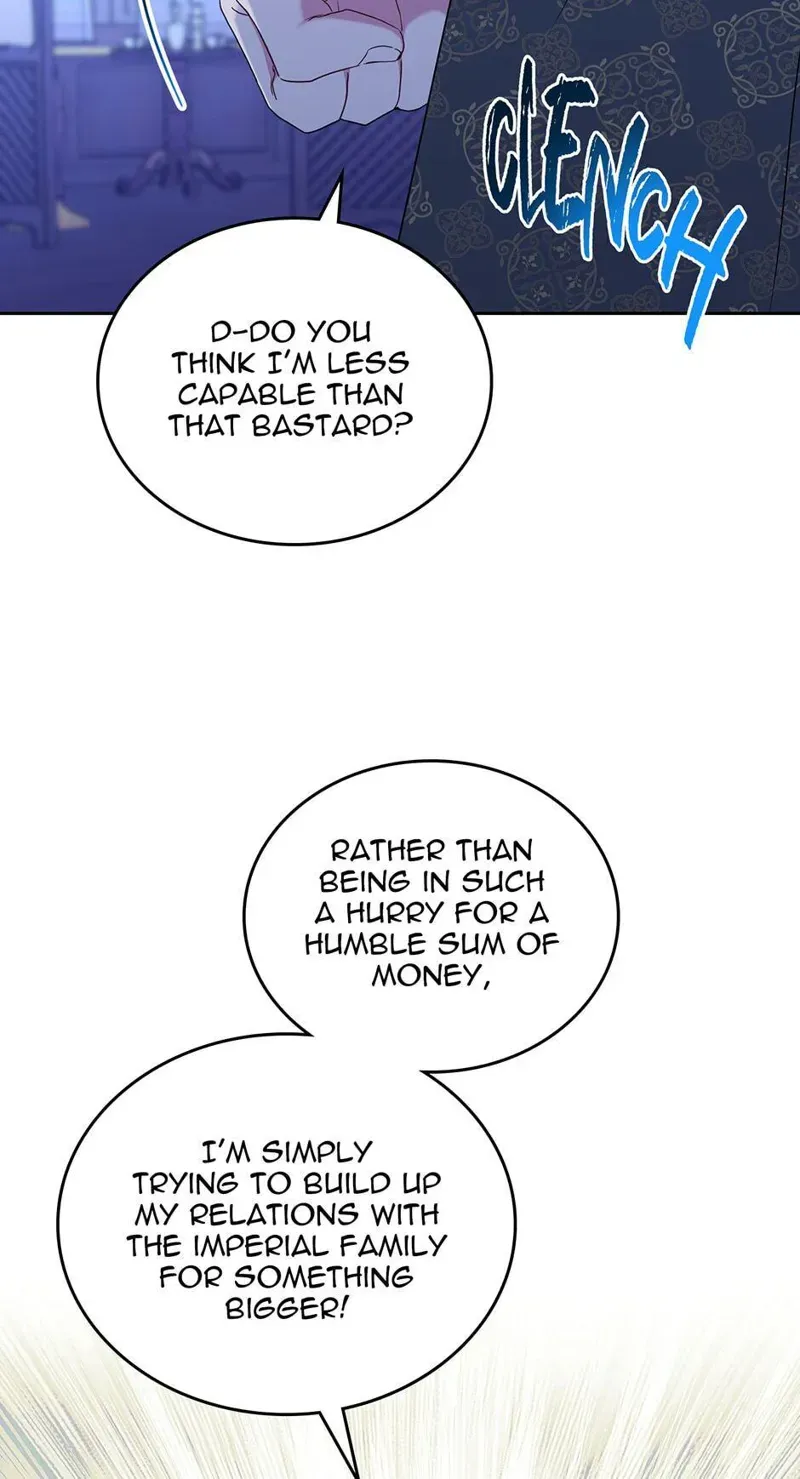 CLENCH
D-DO YOU
THINK I'M LESS
CAPABLE THAN
THAT BASTARD?
RATHER THAN
BEING IN SUCH
A HURRY FOR A
HUMBLE SUM OF
MONEY,
I'M SIMPLY
TRYING TO BUILD UP
MY RELATIONS WITH
THE IMPERIAL FAMILY
FOR SOMETHING
BIGGER!